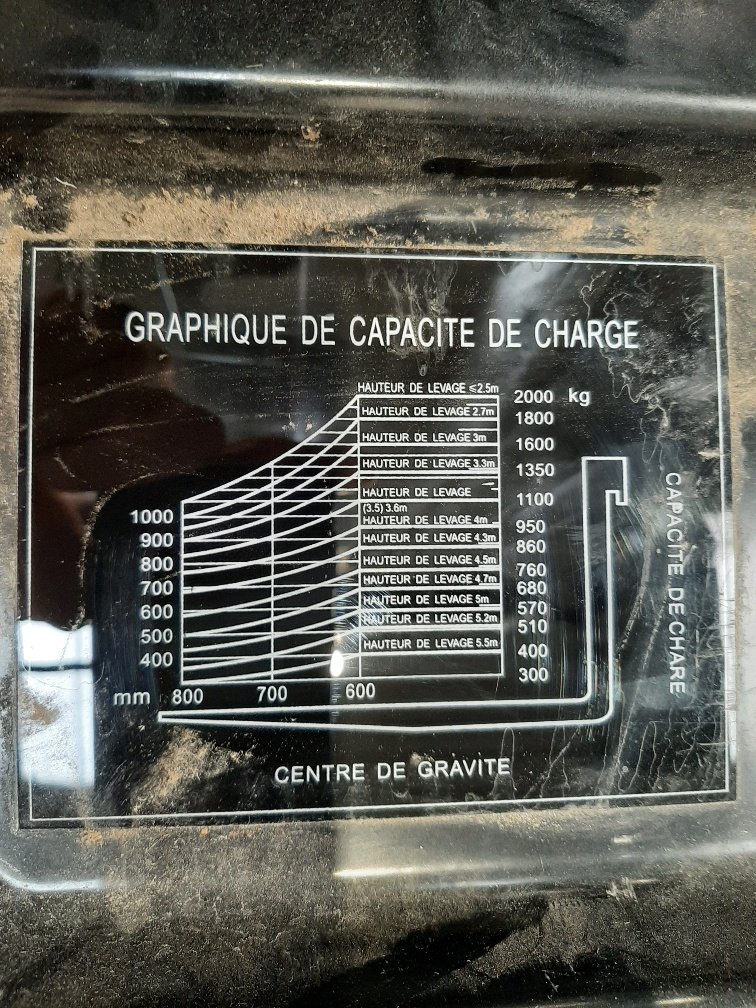 GRAPHIQUE DE CAPACITE DE CHARGE
HAUTEUR DE LEVAGE ≤2.5m
2000 kg
HAUTEUR DE LEVAGE 2.7m
1800
HAUTEUR DE LEVAGE 3m
1600
HAUTEUR DE LEVAGE 3.3m
1350
HAUTEUR DE LEVAGE
(3.5) 3.6m
1100
HAUTEUR DE LEVAGE 4m
950
HAUTEUR DE LEVAGE 4.3m
860
HAUTEUR DE LEVAGE 4.5m
760
HAUTEUR DE LEVAGE 4.7m
680
HAUTEUR DE LEVAGE 5m
570
HAUTEUR DE LEVAGE 5.2m
510
HAUTEUR DE LEVAGE 5.5m
400
300
1000
900
800
700
600
500
400
mm 800 700 600
CAPACITE DE CHARE
CENTRE DE GRAVITE